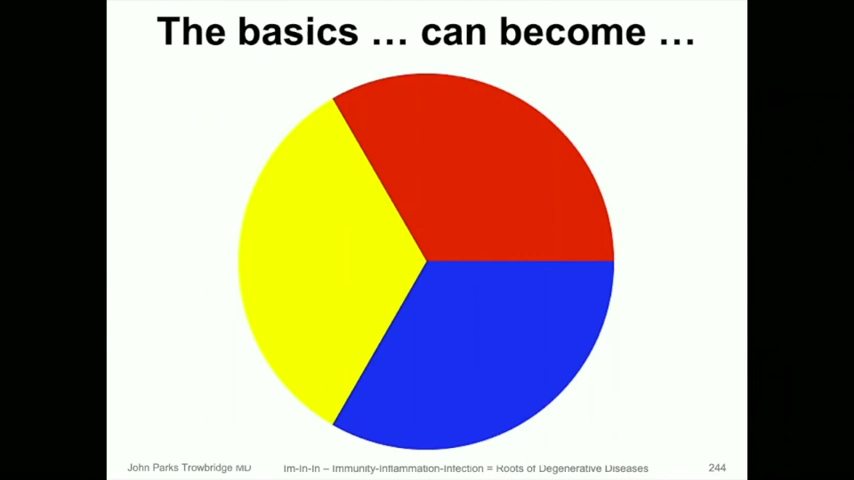 The basics … can become …
John Parks Trowbridge MD Im-In-In – Immunity-Inflammation-Infection = Roots of Degenerative Diseases 244